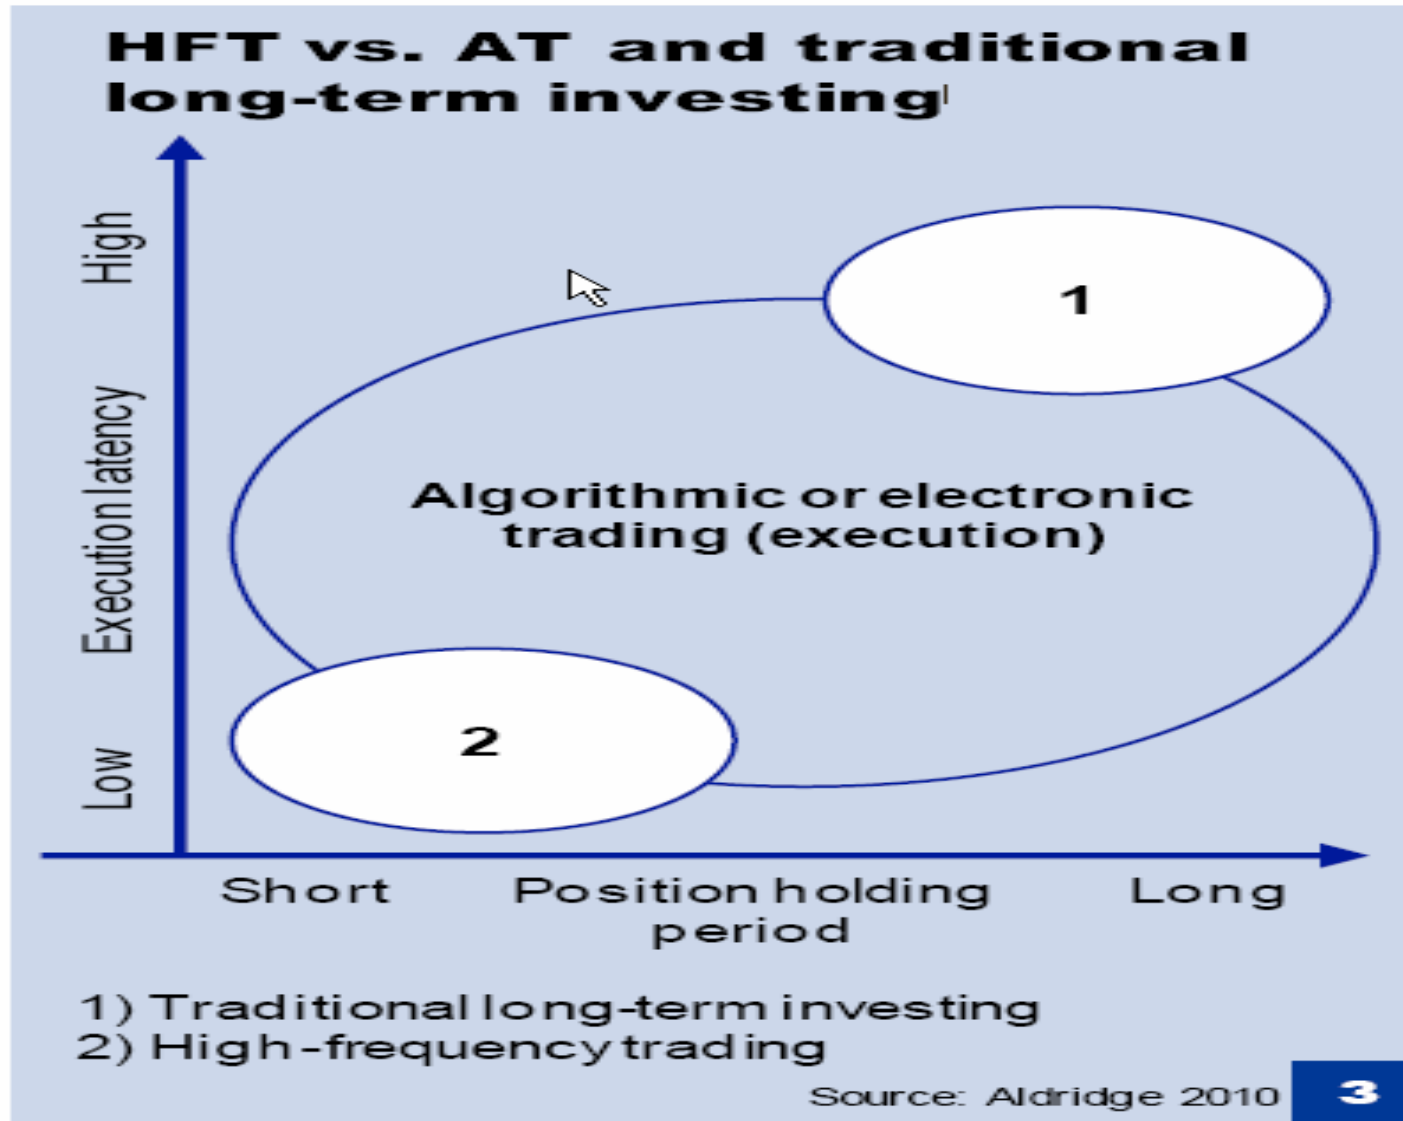 HFT vs. AT and traditional
long-term investing
High
Execution latency
Low
1
Algorithmic or electronic
trading (execution)
2
Short
Position holding
period
Long
1) Traditional long-term investing
2) High-frequency trading
Source: Aldridge 2010
3